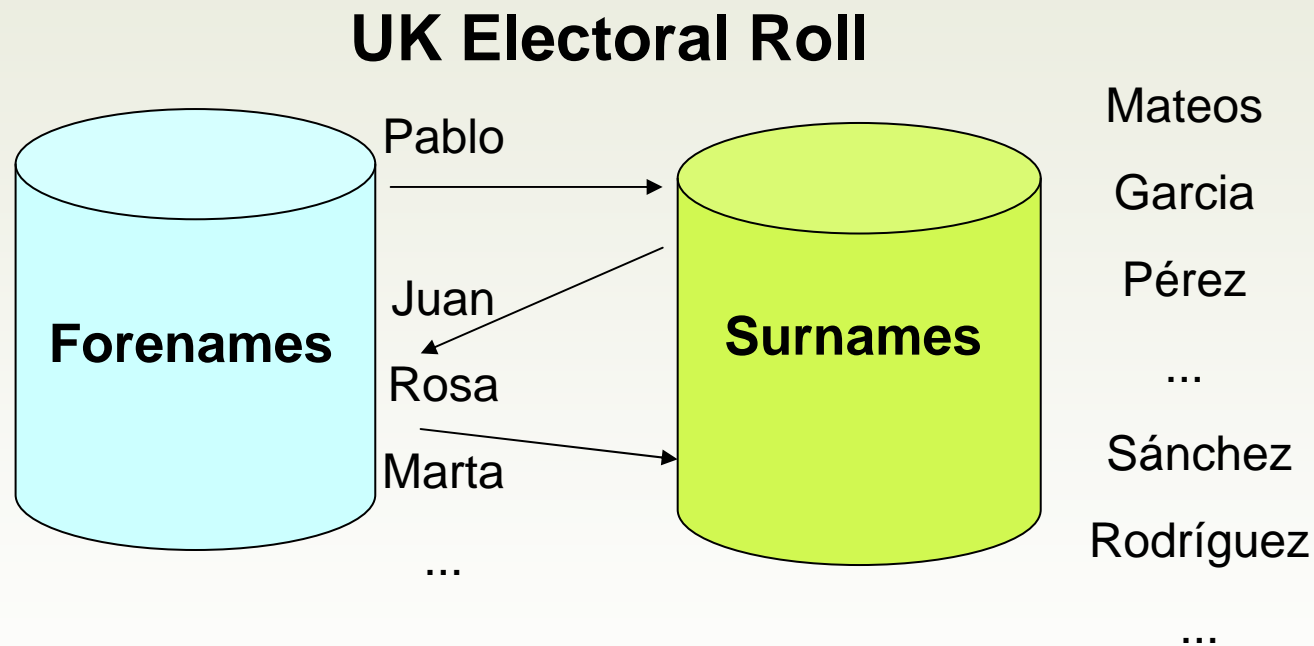 UK Electoral Roll
Forenames
Pablo
Juan
Rosa
Marta
...
Surnames
Mateos
Garcia
Pérez
...
Sánchez
Rodríguez
...